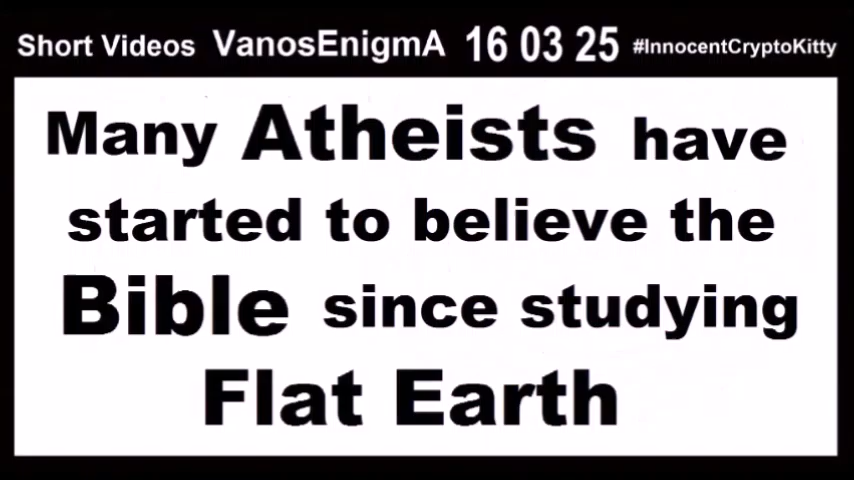 Short Videos VanosEnigmA 16 03 25 #InnocentCryptoKitty
Many Atheists have
started to believe the
Bible since studying
Flat Earth